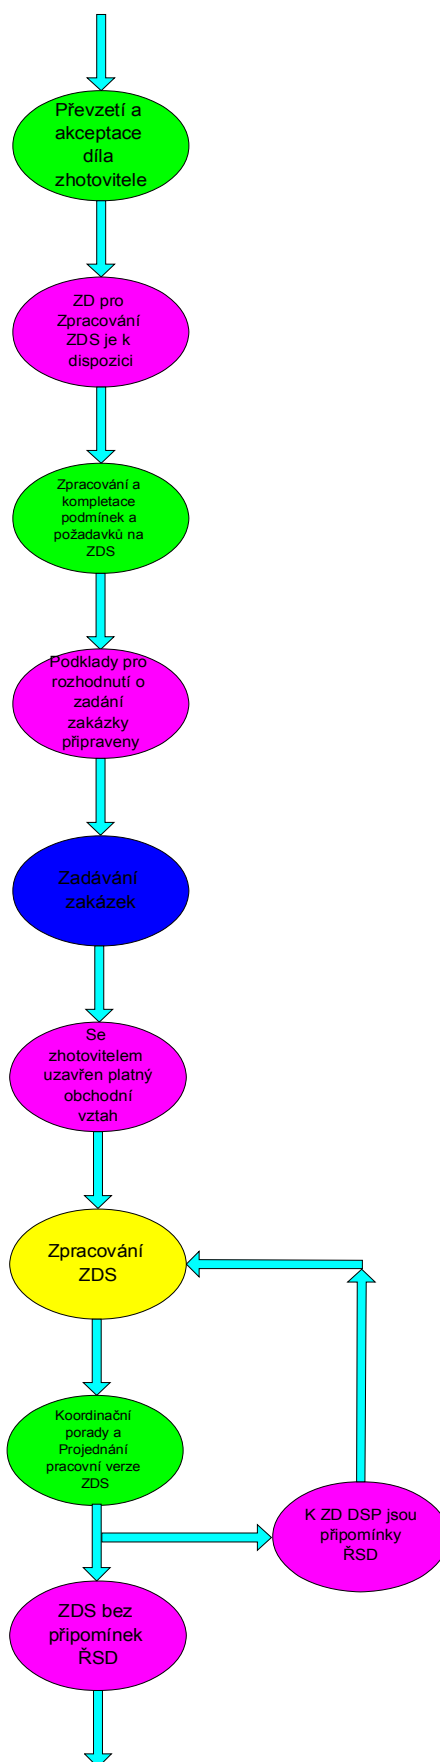 Převzetí a
akceptace
díla
zhotovitele
ZD pro
Zpracování
ZDS je k
dispozici
Zpracování a
kompletace
podmínek a
požadavků na
ZDS
Podklady pro
rozhodnutí o
zadání
zakázky
připraveny
Zadávání
zakázek
Se
zhotovitelem
uzavřen platný
obchodní
vztah
Zpracování
ZDS
Koordinační
porady a
Projednání
pracovní verze
ZDS
K ZD DSP jsou
připomínky
ŘSD
ZDS bez
připomínek
ŘSD